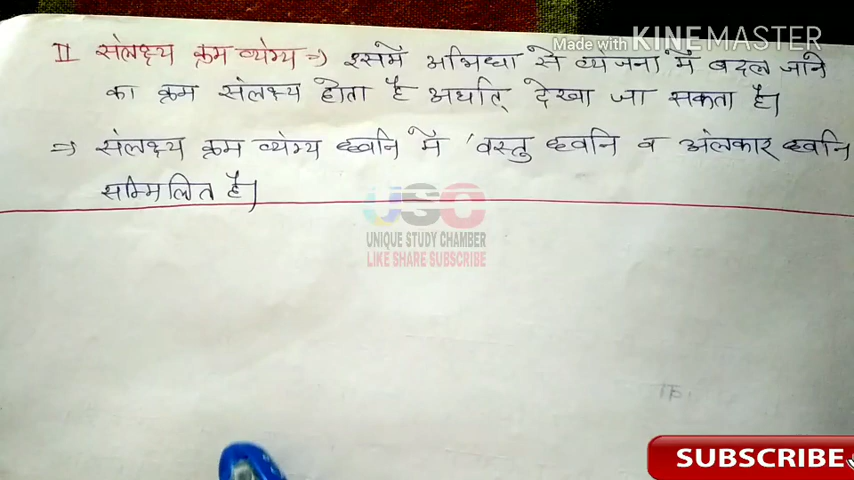 Made with KINEMASTER
II संलक्ष्य क्रम व्यंग्य ⇒ इसमें अभिधा से व्यंजना में बदल जाने
का क्रम संलक्ष्य होता है अर्थात् देखा जा सकता है।
⇒ संलक्ष्य क्रम व्यंग्य ध्वनि में 'वस्तु ध्वनि व अलंकार ध्वनि
सम्मिलित है।
USC
UNIQUE STUDY CHAMBER
LIKE SHARE SUBSCRIBE
SUBSCRIBE